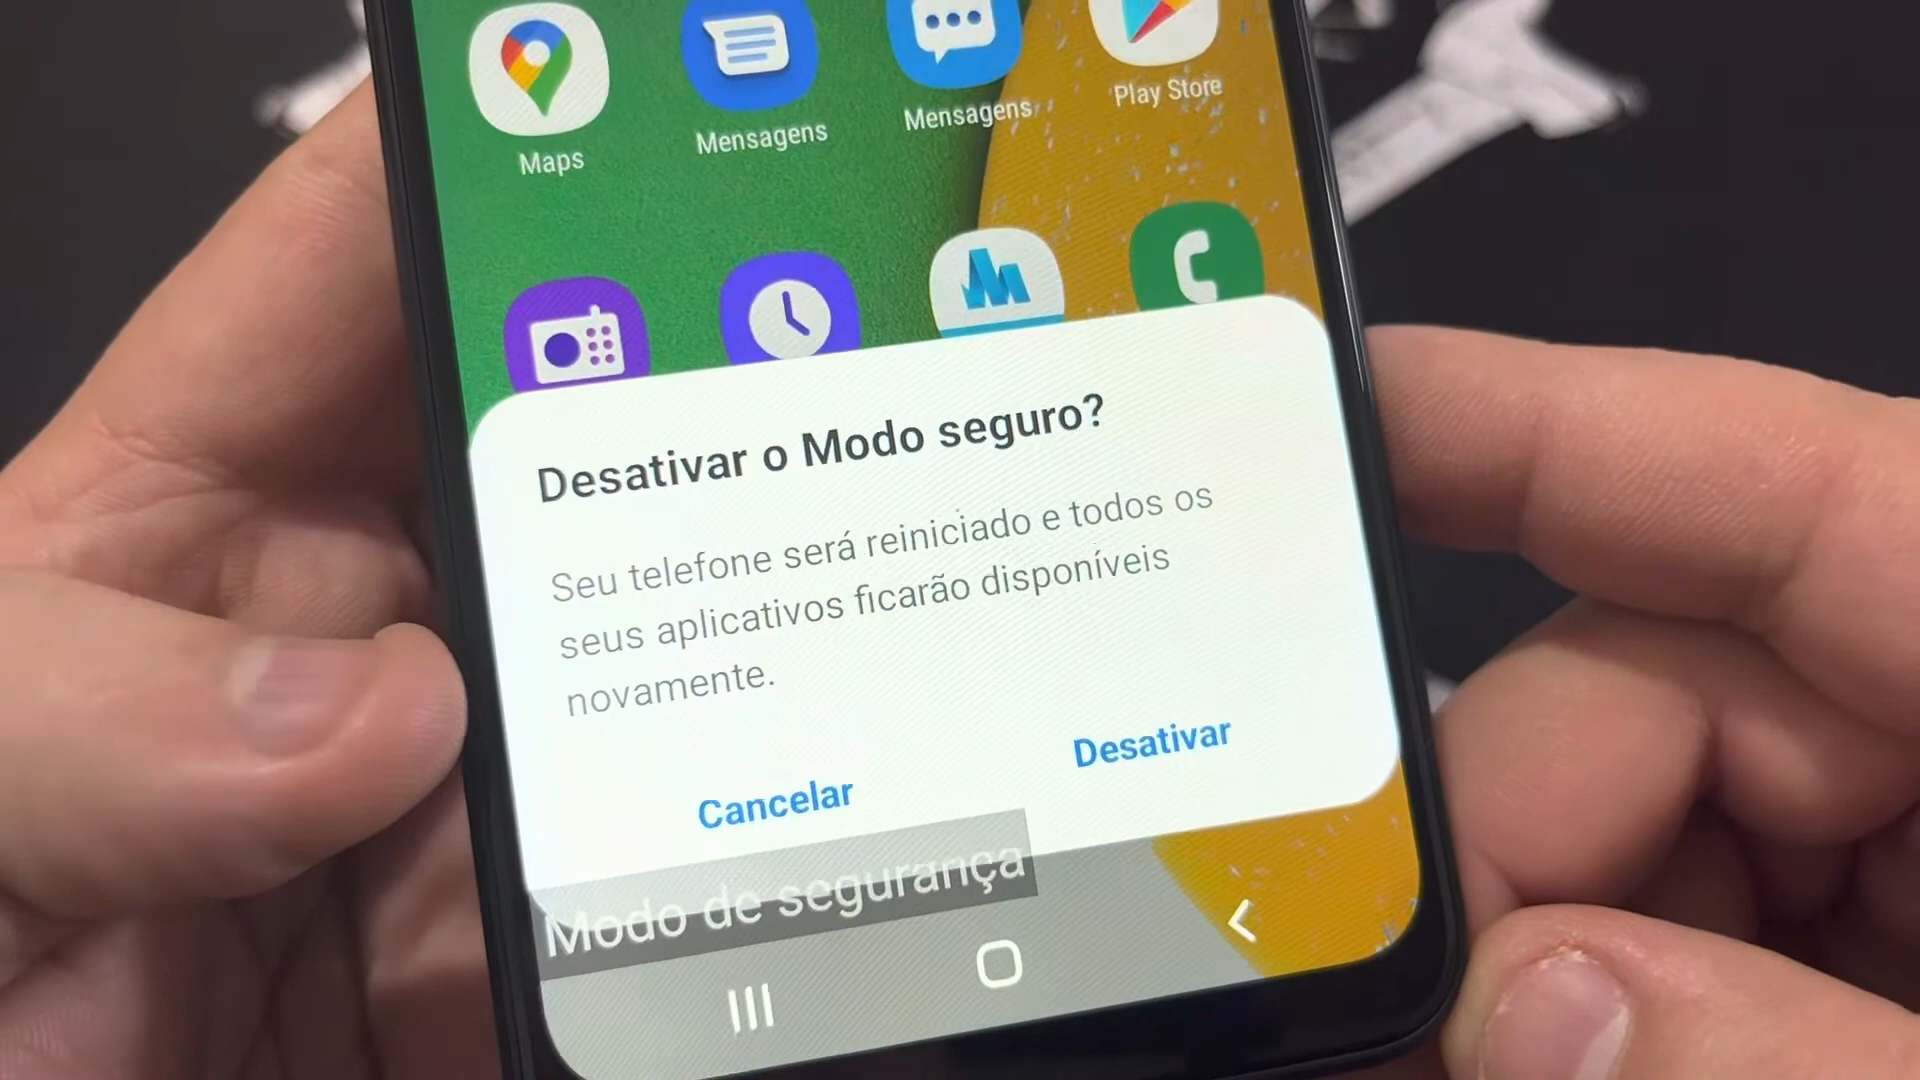 Maps
Mensagens
Mensagens
Play Store
Desativar o Modo seguro?
Seu telefone será reiniciado e todos os
seus aplicativos ficarão disponíveis
novamente.
Cancelar
Desativar
Modo de segurança